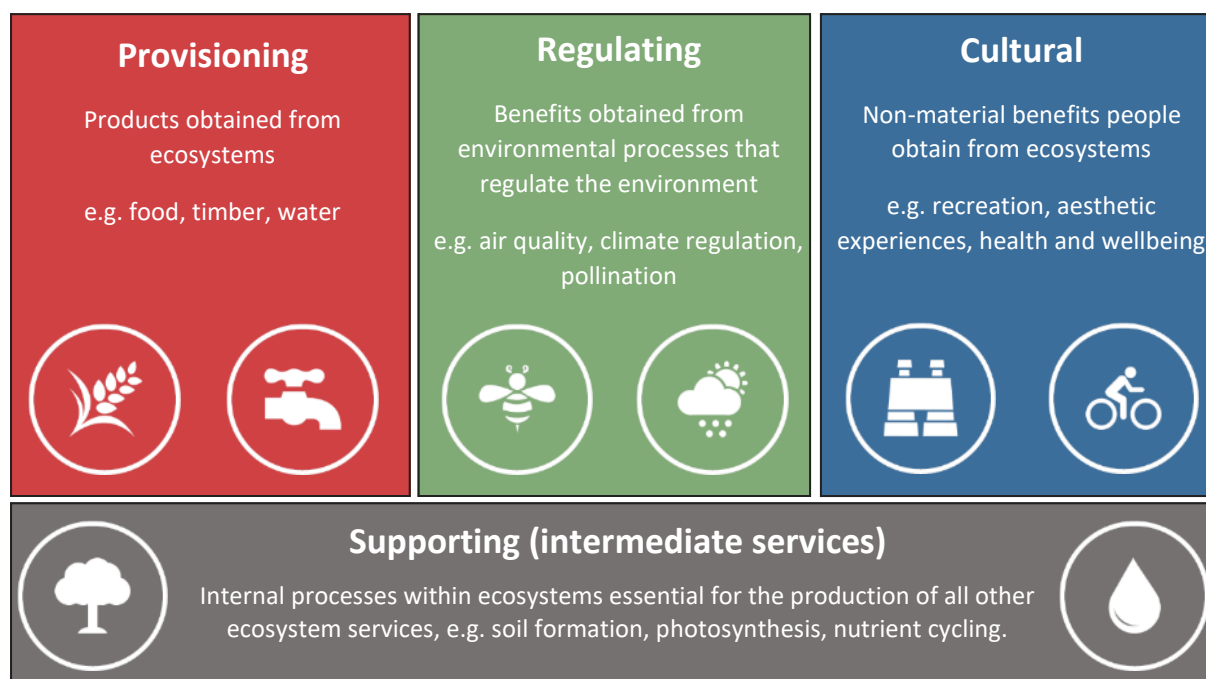 Provisioning
Products obtained from
ecosystems
e.g. food, timber, water
Regulating
Benefits obtained from
environmental processes that
regulate the environment
e.g. air quality, climate regulation,
pollination
Cultural
Non-material benefits people
obtain from ecosystems
e.g. recreation, aesthetic
experiences, health and wellbeing
Supporting (intermediate services)
Internal processes within ecosystems essential for the production of all other
ecosystem services, e.g. soil formation, photosynthesis, nutrient cycling.